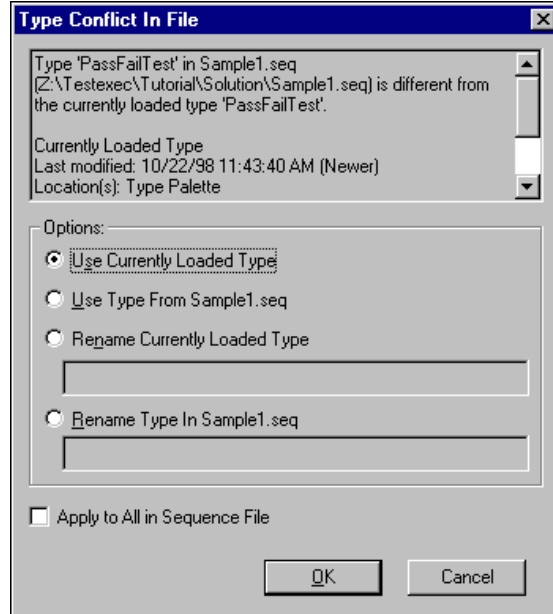 Type Conflict In File
Type 'PassFailTest' in Sample1.seq
(Z:\Testexec\Tutorial\Solution\Sample1.seq) is different from
the currently loaded type 'PassFailTest'.
Currently Loaded Type
Last modified: 10/22/98 11:43:40 AM (Newer)
Location(s): Type Palette
Options:
Use Currently Loaded Type
Use Type From Sample1.seq
Rename Currently Loaded Type
Rename Type In Sample1.seq
Apply to All in Sequence File
OK
Cancel